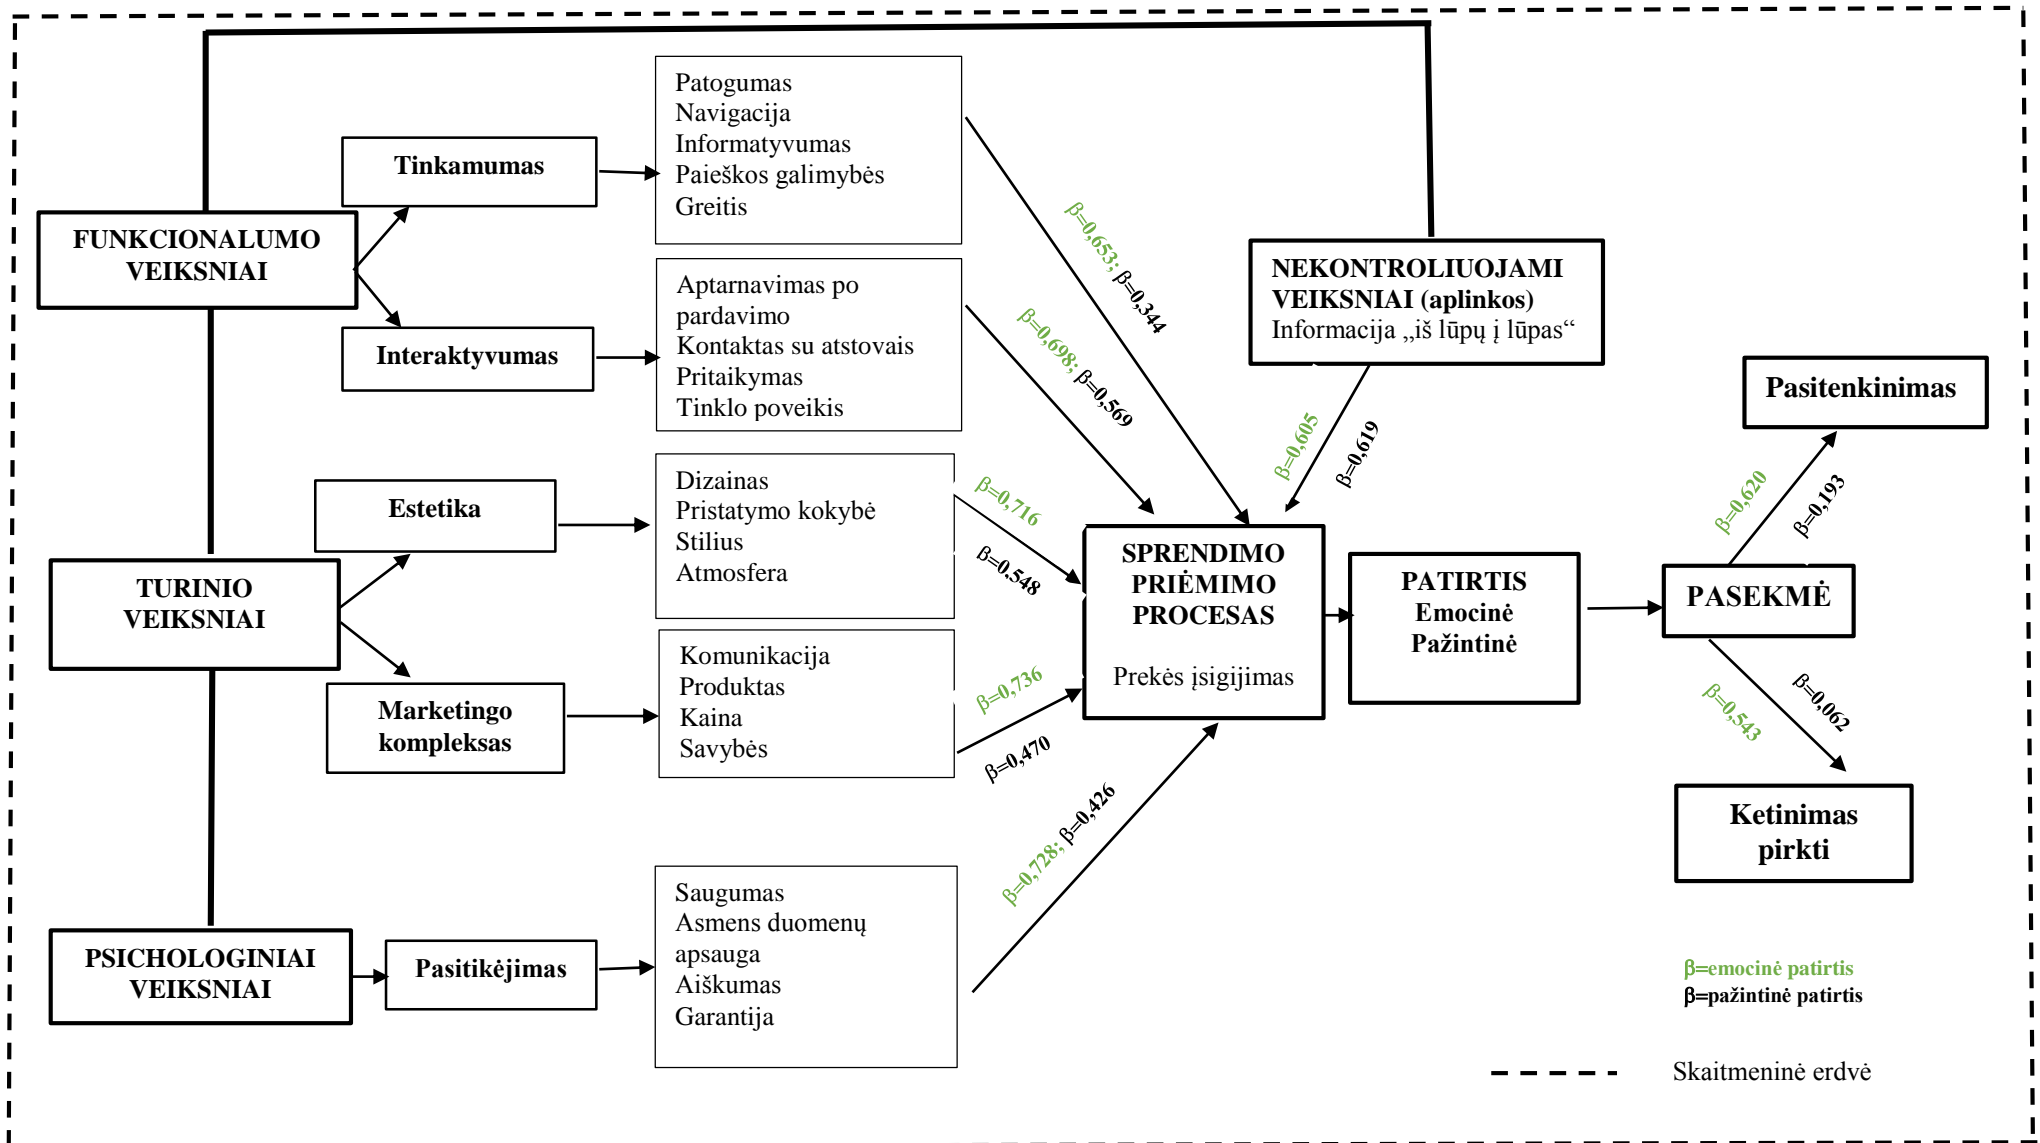 FUNKCIONALUMO
VEIKSNIAI
Tinkamumas
Patogumas
Navigacija
Informatyvumas
Paieškos galimybės
Greitis
Interaktyvumas
Aptarnavimas po
pardavimo
Kontaktas su atstovais
Pritaikymas
Tinklo poveikis
TURINIO
VEIKSNIAI
Estetika
Dizainas
Pristatymo kokybė
Stilius
Atmosfera
Marketingo
kompleksas
Komunikacija
Produktas
Kaina
Savybės
PSICHOLOGINIAI
VEIKSNIAI
Pasitikėjimas
Saugumas
Asmens duomenų
apsauga
Aiškumas
Garantija
β=0,653; β=0,344
β=0,698; β=0,569
β=0,716
β=0,548
β=0,736
β=0,470
β=0,728; β=0,426
NEKONTROLIUOJAMI
VEIKSNIAI (aplinkos)
Informacija „iš lūpų į lūpas“
β=0,605
β=0,619
SPRENDIMO
PRIĖMIMO
PROCESAS
Prekės įsigijimas
PATIRTIS
Emocinė
Pažintinė
PASEKMĖ
β=0,620
β=0,193
Pasitenkinimas
β=0,543
β=0,062
Ketinimas
pirkti
β=emocinė patirtis
β=pažintinė patirtis
Skaitmeninė erdvė